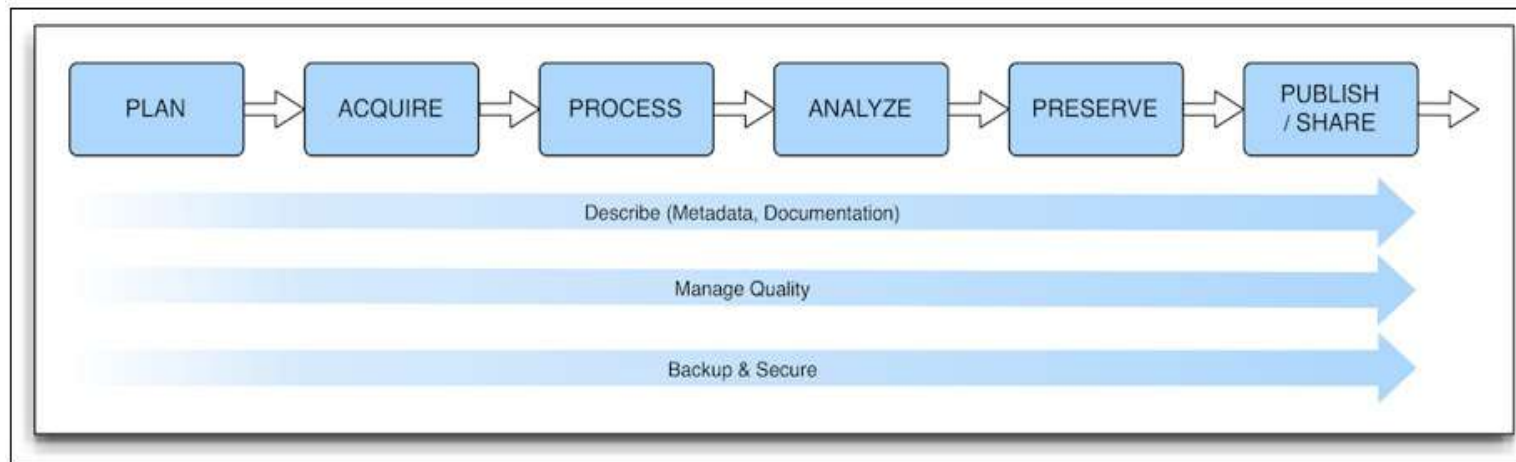 PLAN
ACQUIRE
PROCESS
ANALYZE
PRESERVE
PUBLISH
/ SHARE
Describe (Metadata, Documentation)
Manage Quality
Backup & Secure